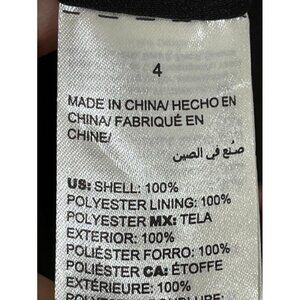 4
MADE IN CHINA/ HECHO EN
CHINA/ FABRIQUÉ EN
CHINE/
صنع في الصين
US: SHELL: 100%
POLYESTER LINING: 100%
POLYESTER MX: TELA
EXTERIOR: 100%
POLIÉSTER FORRO: 100%
POLIÉSTER CA: ÉTOFFE
EXTÉRIEURE: 100%